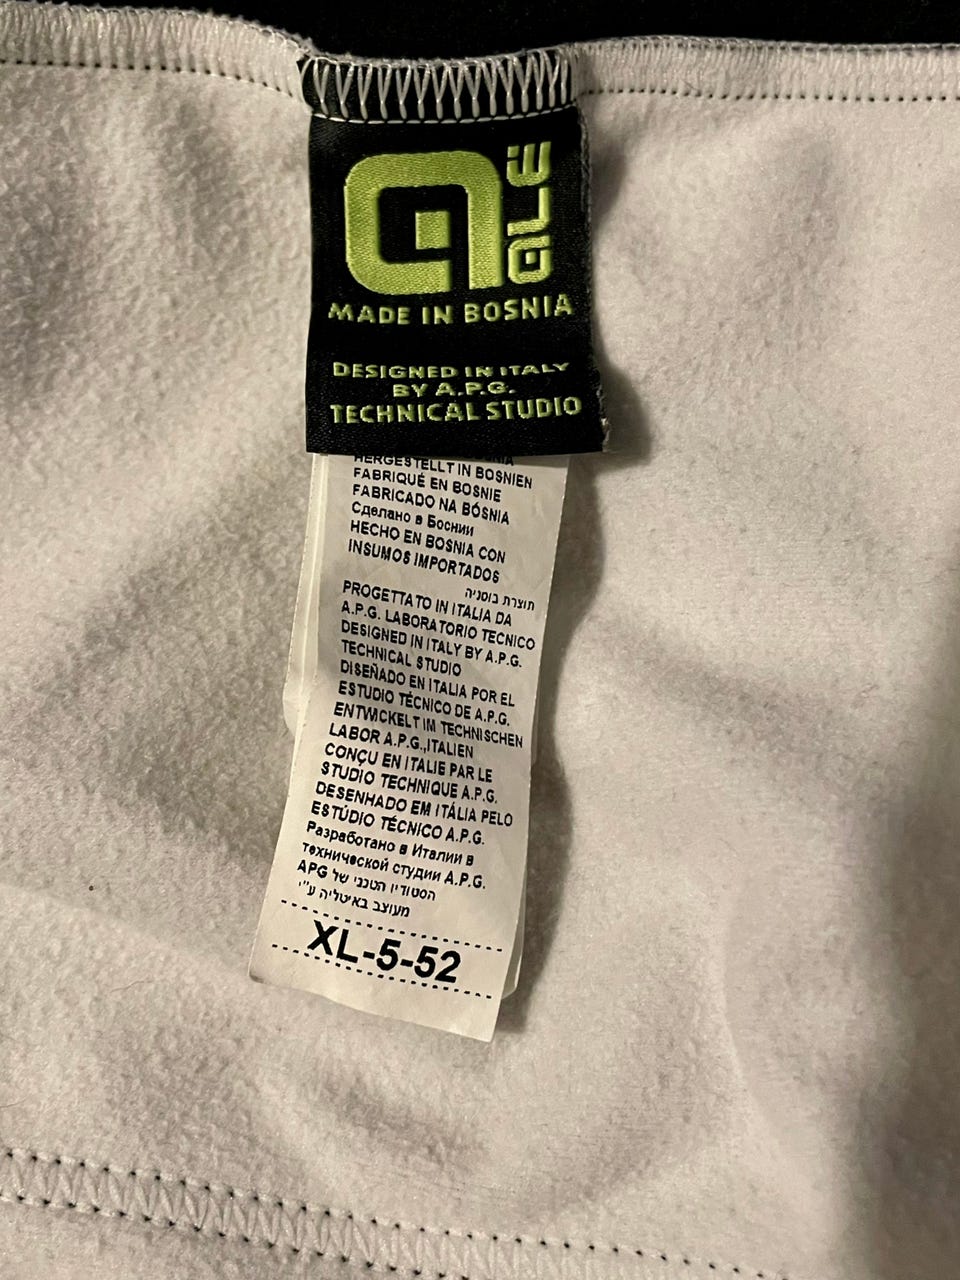 ALÉ
MADE IN BOSNIA
DESIGNED IN ITALY
BY A.P.G.
TECHNICAL STUDIO
HERGESTELLT IN BOSNIEN
FABRIQUÉ EN BOSNIE
FABRICADO NA BÓSNIA
Сделано в Боснии
HECHO EN BOSNIA CON
INSUMOS IMPORTADOS
תוצרת בוסניה
PROGETTATO IN ITALIA DA
A.P.G. LABORATORIO TECNICO
DESIGNED IN ITALY BY A.P.G.
TECHNICAL STUDIO
DISEÑADO EN ITALIA POR EL
ESTUDIO TÉCNICO DE A.P.G.
ENTWICKELT IM TECHNISCHEN
LABOR A.P.G.,ITALIEN
CONÇU EN ITALIE PAR LE
STUDIO TECHNIQUE A.P.G.
DESENHADO EM ITÁLIA PELO
ESTÚDIO TÉCNICO A.P.G.
Разработано в Италии в
технической студии A.P.G.
הסטודיו הטכני של APG
מעוצב באיטליה ע"י
XL-5-52